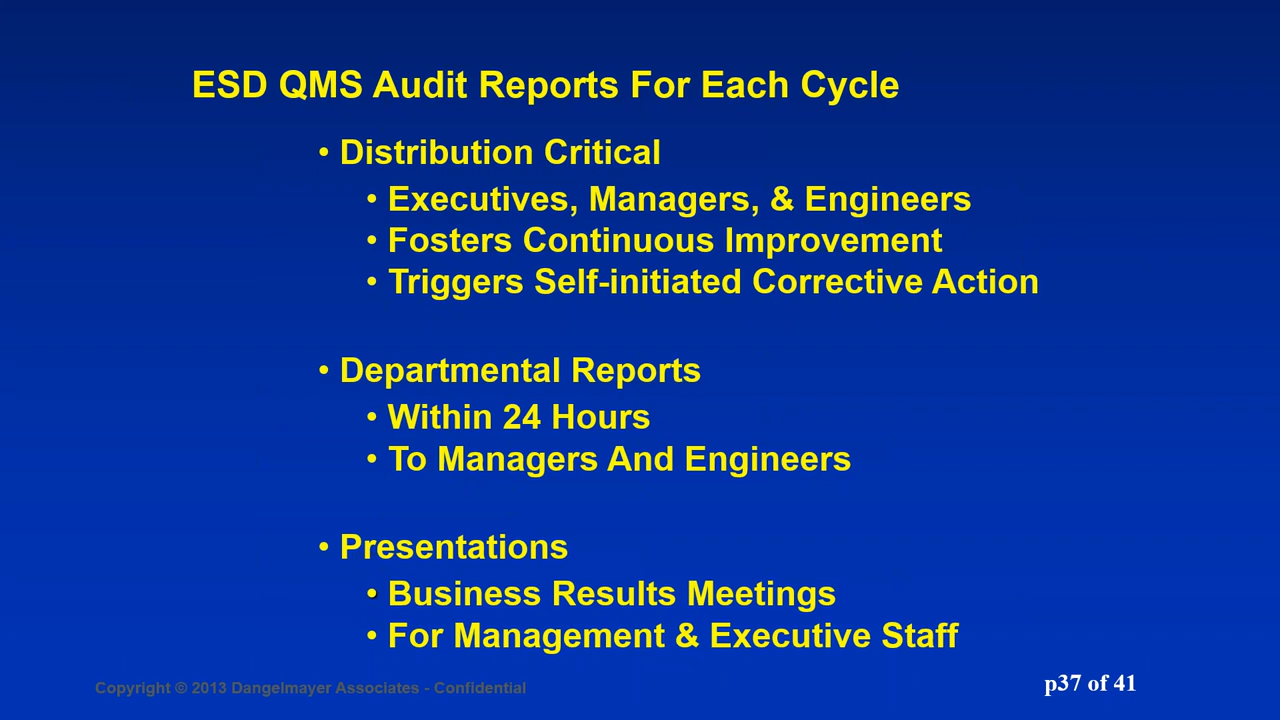 ESD QMS Audit Reports For Each Cycle
• Distribution Critical
• Executives, Managers, & Engineers
• Fosters Continuous Improvement
• Triggers Self-initiated Corrective Action
• Departmental Reports
• Within 24 Hours
• To Managers And Engineers
• Presentations
• Business Results Meetings
• For Management & Executive Staff
Copyright © 2013 Dangelmayer Associates - Confidential
p37 of 41